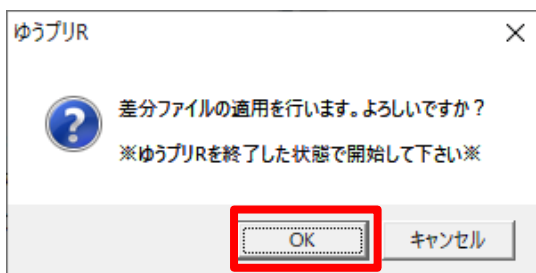 ゆうプリR
差分ファイルの適用を行います。よろしいですか？
※ゆうプリRを終了した状態で開始して下さい※
OK
キャンセル